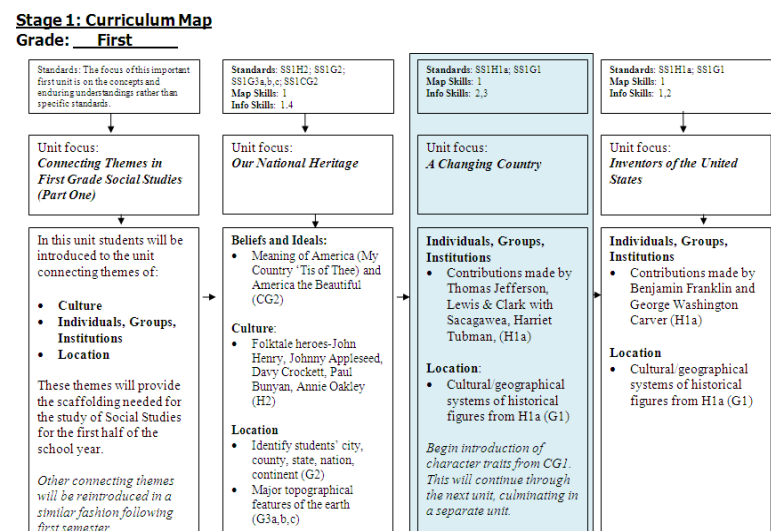 Stage 1: Curriculum Map
Grade: First
Standards: The focus of this important
first unit is on the concepts and
enduring understandings rather than
specific standards.
Unit focus:
Connecting Themes in
First Grade Social Studies
(Part One)
In this unit students will be
introduced to the unit
connecting themes of:
• Culture
• Individuals, Groups,
Institutions
• Location
These themes will provide
the scaffolding needed for
the study of Social Studies
for the first half of the
school year.
Other connecting themes
will be reintroduced in a
similar fashion following
first semester
Standards: SS1H2; SS1G2;
SS1G3a,b,c; SS1CG2
Map Skills: 1
Info Skills: 1,4
Unit focus:
Our National Heritage
Beliefs and Ideals:
• Meaning of America (My
Country ‘Tis of Thee) and
America the Beautiful
(CG2)
Culture:
• Folktale heroes-John
Henry, Johnny Appleseed,
Davy Crockett, Paul
Bunyan, Annie Oakley
(H2)
Location
• Identify students’ city,
county, state, nation,
continent (G2)
• Major topographical
features of the earth
(G3a,b,c)
Standards: SS1H1a; SS1G1
Map Skills: 1
Info Skills: 2,3
Unit focus:
A Changing Country
Individuals, Groups,
Institutions
• Contributions made by
Thomas Jefferson,
Lewis & Clark with
Sacagawea, Harriet
Tubman, (H1a)
Location:
• Cultural/geographical
systems of historical
figures from H1a (G1)
Begin introduction of
character traits from CG1.
This will continue through
the next unit, culminating in
a separate unit.
Standards: SS1H1a; SS1G1
Map Skills: 1
Info Skills: 1,2
Unit focus:
Inventors of the United
States
Individuals, Groups,
Institutions
• Contributions made by
Benjamin Franklin and
George Washington
Carver (H1a)
Location
• Cultural/geographical
systems of historical
figures from H1a (G1)